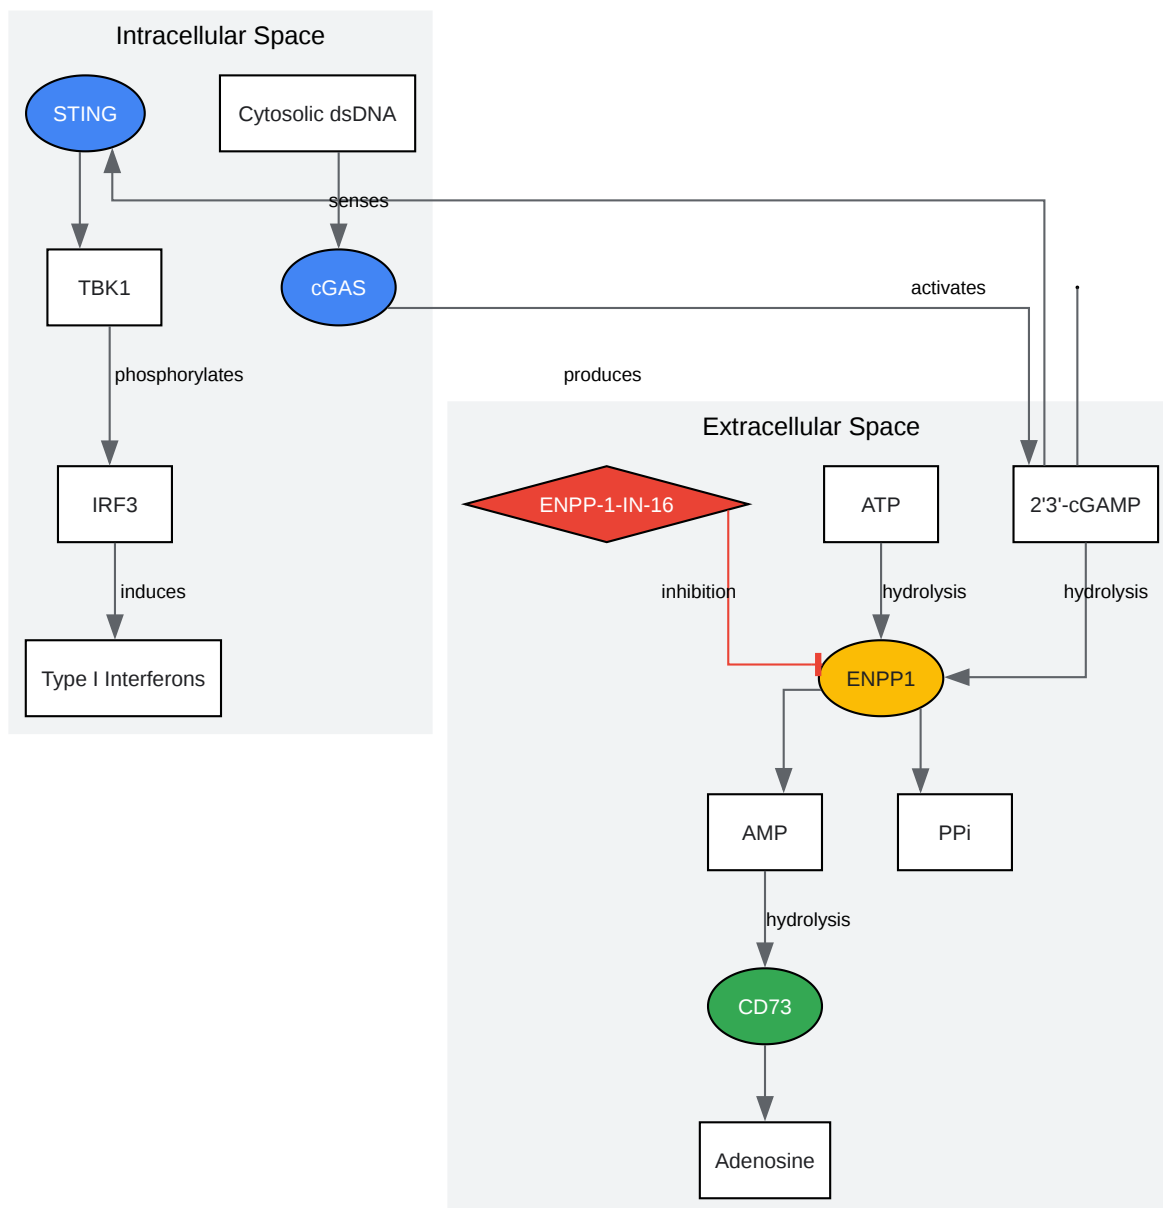 Intracellular Space
STING
Cytosolic dsDNA
senses
TBK1
cGAS
activates
phosphorylates
produces
Extracellular Space
IRF3
ENPP-1-IN-16
ATP
2'3'-cGAMP
induces
inhibition
hydrolysis
hydrolysis
Type I Interferons
ENPP1
AMP
PPi
hydrolysis
CD73
Adenosine